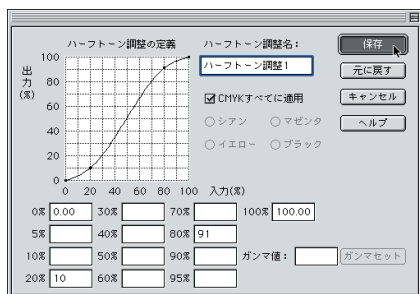 ハーフトーン調整の定義
ハーフトーン調整名：
ハーフトーン調整1
保存
元に戻す
キャンセル
ヘルプ
CMYKすべてに適用
シアン マゼンタ
イエロー ブラック
出力(%)
100
80
60
40
20
0
0 20 40 60 80 100 入力(%)
0% 0.00 30% 70% 100% 100.00
5% 40% 80% 91
10% 50% 90% ガンマ値： ガンマセット
20% 10 60% 95%